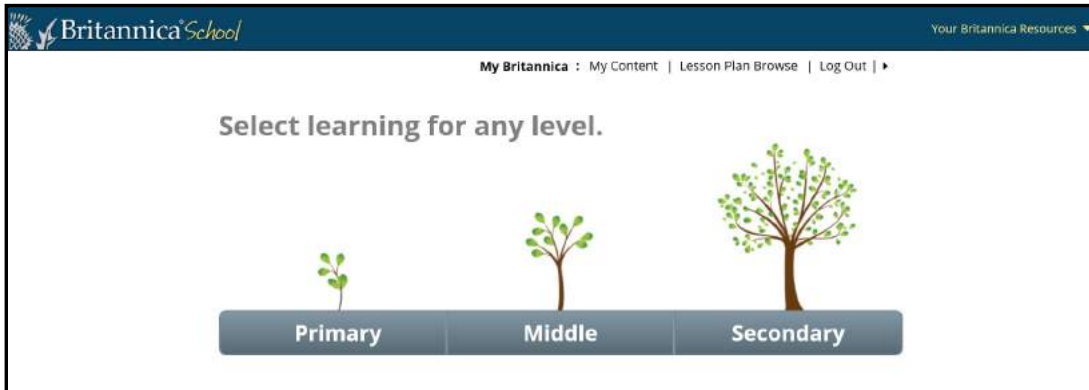 Britannica School
Your Britannica Resources
My Britannica : My Content | Lesson Plan Browse | Log Out |
Select learning for any level.
Primary Middle Secondary